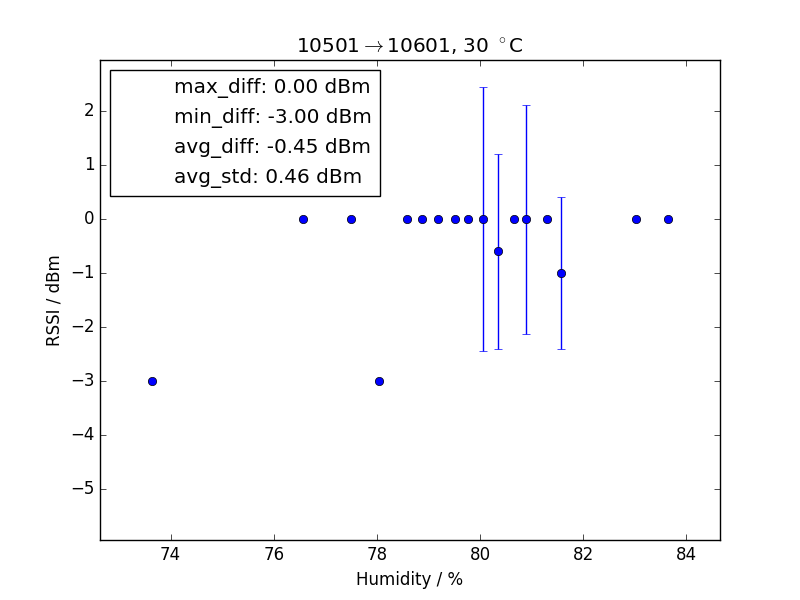 10501→10601, 30 °C
max_diff: 0.00 dBm
min_diff: -3.00 dBm
avg_diff: -0.45 dBm
avg_std: 0.46 dBm
2
1
0
−1
−2
−3
−4
−5
RSSI / dBm
74 76 78 80 82 84
Humidity / %